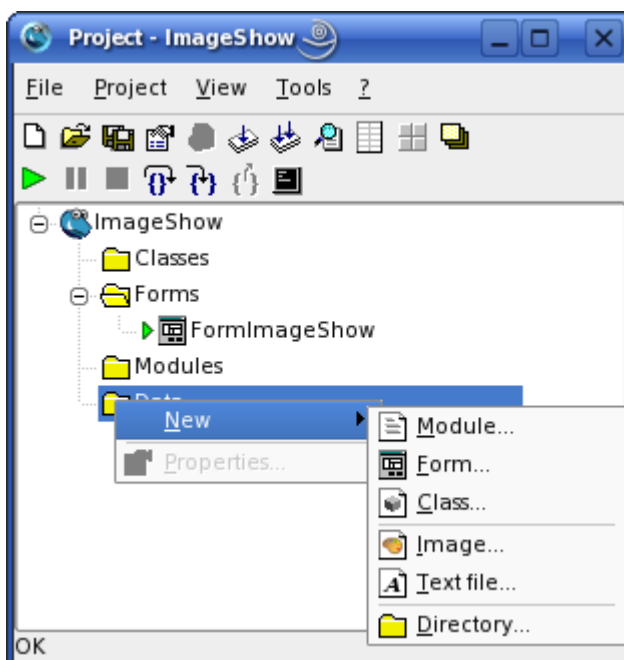 Project - ImageShow
File Project View Tools ?
ImageShow
Classes
Forms
FormImageShow
Modules
Data
New
Properties...
Module...
Form...
Class...
Image...
Text file...
Directory...
OK